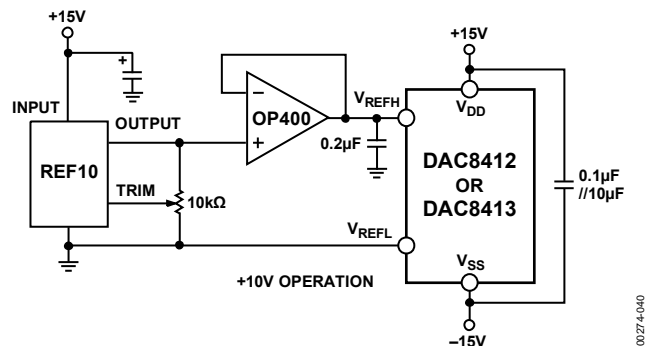 +15V
+15V
+
INPUT
OUTPUT
–
OP400
+
VREFH
VDD
0.2µF
REF10
TRIM
10kΩ
DAC8412
OR
DAC8413
0.1µF
//10µF
VREFL
VSS
+10V OPERATION
–15V
00274-040